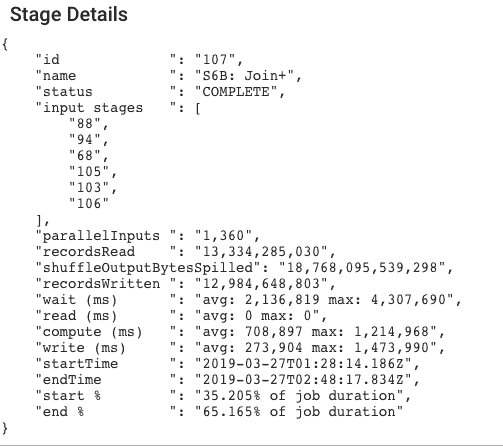 Stage Details
{
"id ": "107",
"name ": "S6B: Join+",
"status ": "COMPLETE",
"input stages ": [
"88",
"94",
"68",
"105",
"103",
"106"
],
"parallelInputs ": "1,360",
"recordsRead ": "13,334,285,030",
"shuffleOutputBytesSpilled": "18,768,095,539,298",
"recordsWritten ": "12,984,648,803",
"wait (ms) ": "avg: 2,136,819 max: 4,307,690",
"read (ms) ": "avg: 0 max: 0",
"compute (ms) ": "avg: 708,897 max: 1,214,968",
"write (ms) ": "avg: 273,904 max: 1,473,990",
"startTime ": "2019-03-27T01:28:14.186Z",
"endTime ": "2019-03-27T02:48:17.834Z",
"start % ": "35.205% of job duration",
"end % ": "65.165% of job duration"
}